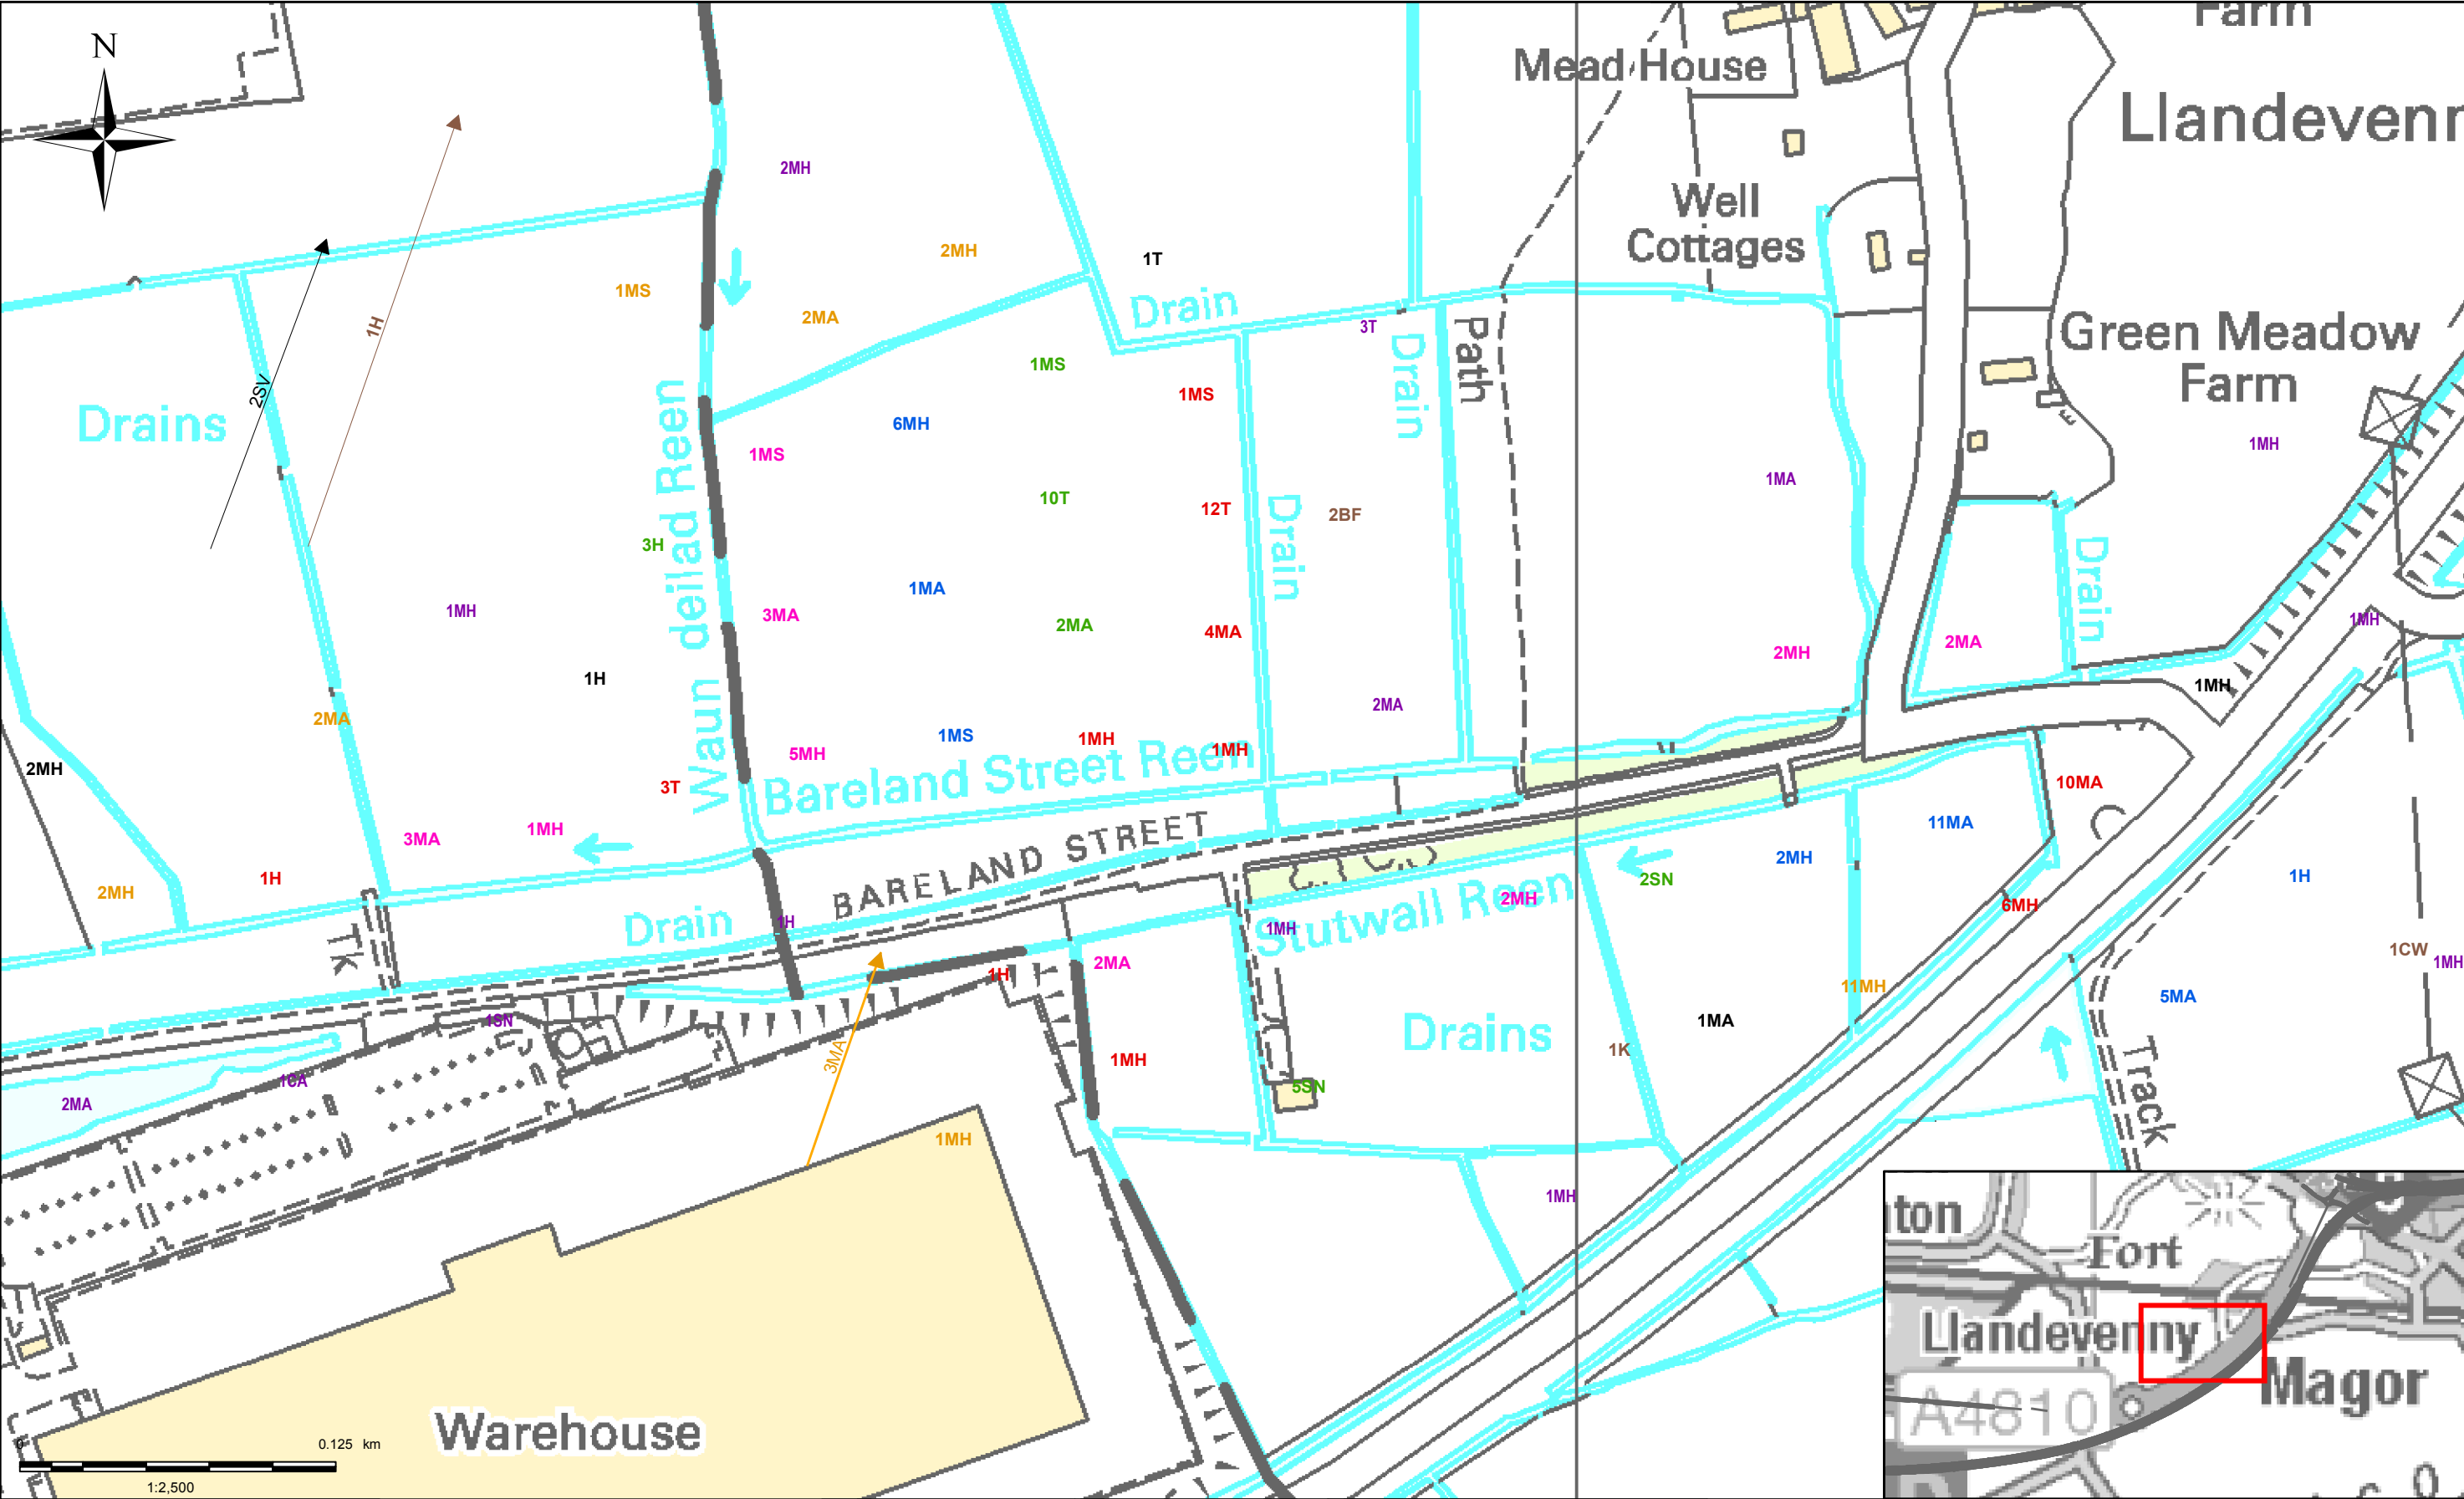 Farm
N
Mead House
Llandevenn
2MH
Well
Cottages
2MH
1T
1MS
Drain
2MA
3T
1H
Green Meadow
Farm
Path
Drain
1MS
1MS
2SV
Drains
6MH
1MH
1MS
1MA
10T
12T
2BF
Drain
3H
Waun deilad Reen
1MA
Drain
1MH
3MA
2MA
4MA
1MH
2MH
2MA
1H
1MH
2MA
2MA
1MS
1MH
1MH
5MH
2MH
Bareland Street Reen
10MA
3T
11MA
1MH
3MA
BARELAND STREET
2MH
1H
2SN
1H
2MH
2MH
6MH
Stutwall Reen
Drain
1H
1MH
TK
1CW
2MA
1MH
1H
11MH
5MA
1SN
1MA
Drains
1K
3MA
1MH
1CA
5SN
2MA
Track
1MH
1MH
Warehouse
0
0.125 km
1:2,500
ton
Fort
Llandevenny
Magor
A4810